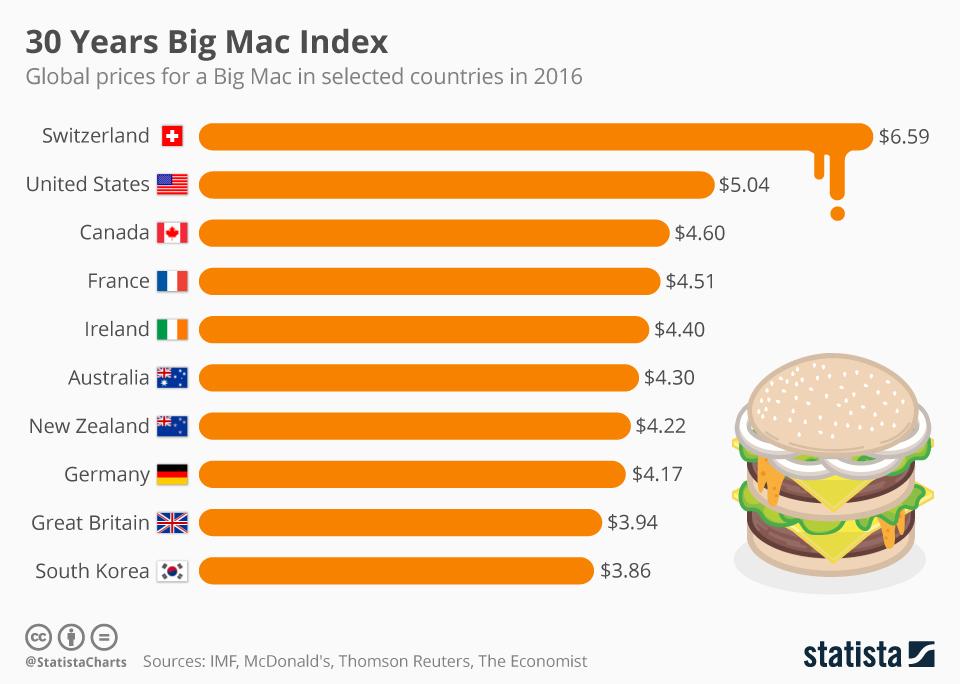 30 Years Big Mac Index
Global prices for a Big Mac in selected countries in 2016
Switzerland $6.59
United States $5.04
Canada $4.60
France $4.51
Ireland $4.40
Australia $4.30
New Zealand $4.22
Germany $4.17
Great Britain $3.94
South Korea $3.86
cc
@StatistaCharts Sources: IMF, McDonald's, Thomson Reuters, The Economist
statista